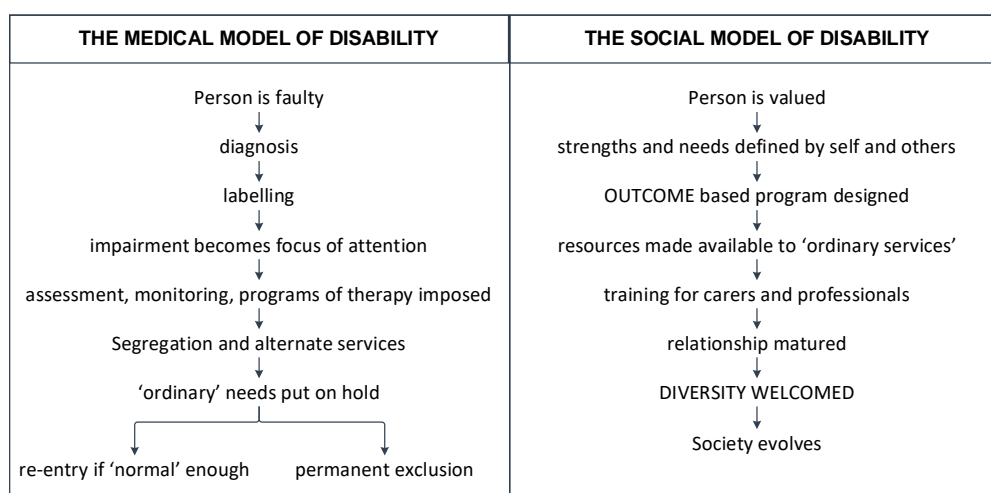 THE MEDICAL MODEL OF DISABILITY
Person is faulty
diagnosis
labelling
impairment becomes focus of attention
assessment, monitoring, programs of therapy imposed
Segregation and alternate services
‘ordinary’ needs put on hold
re-entry if ‘normal’ enough
permanent exclusion
THE SOCIAL MODEL OF DISABILITY
Person is valued
strengths and needs defined by self and others
OUTCOME based program designed
resources made available to ‘ordinary services’
training for carers and professionals
relationship matured
DIVERSITY WELCOMED
Society evolves